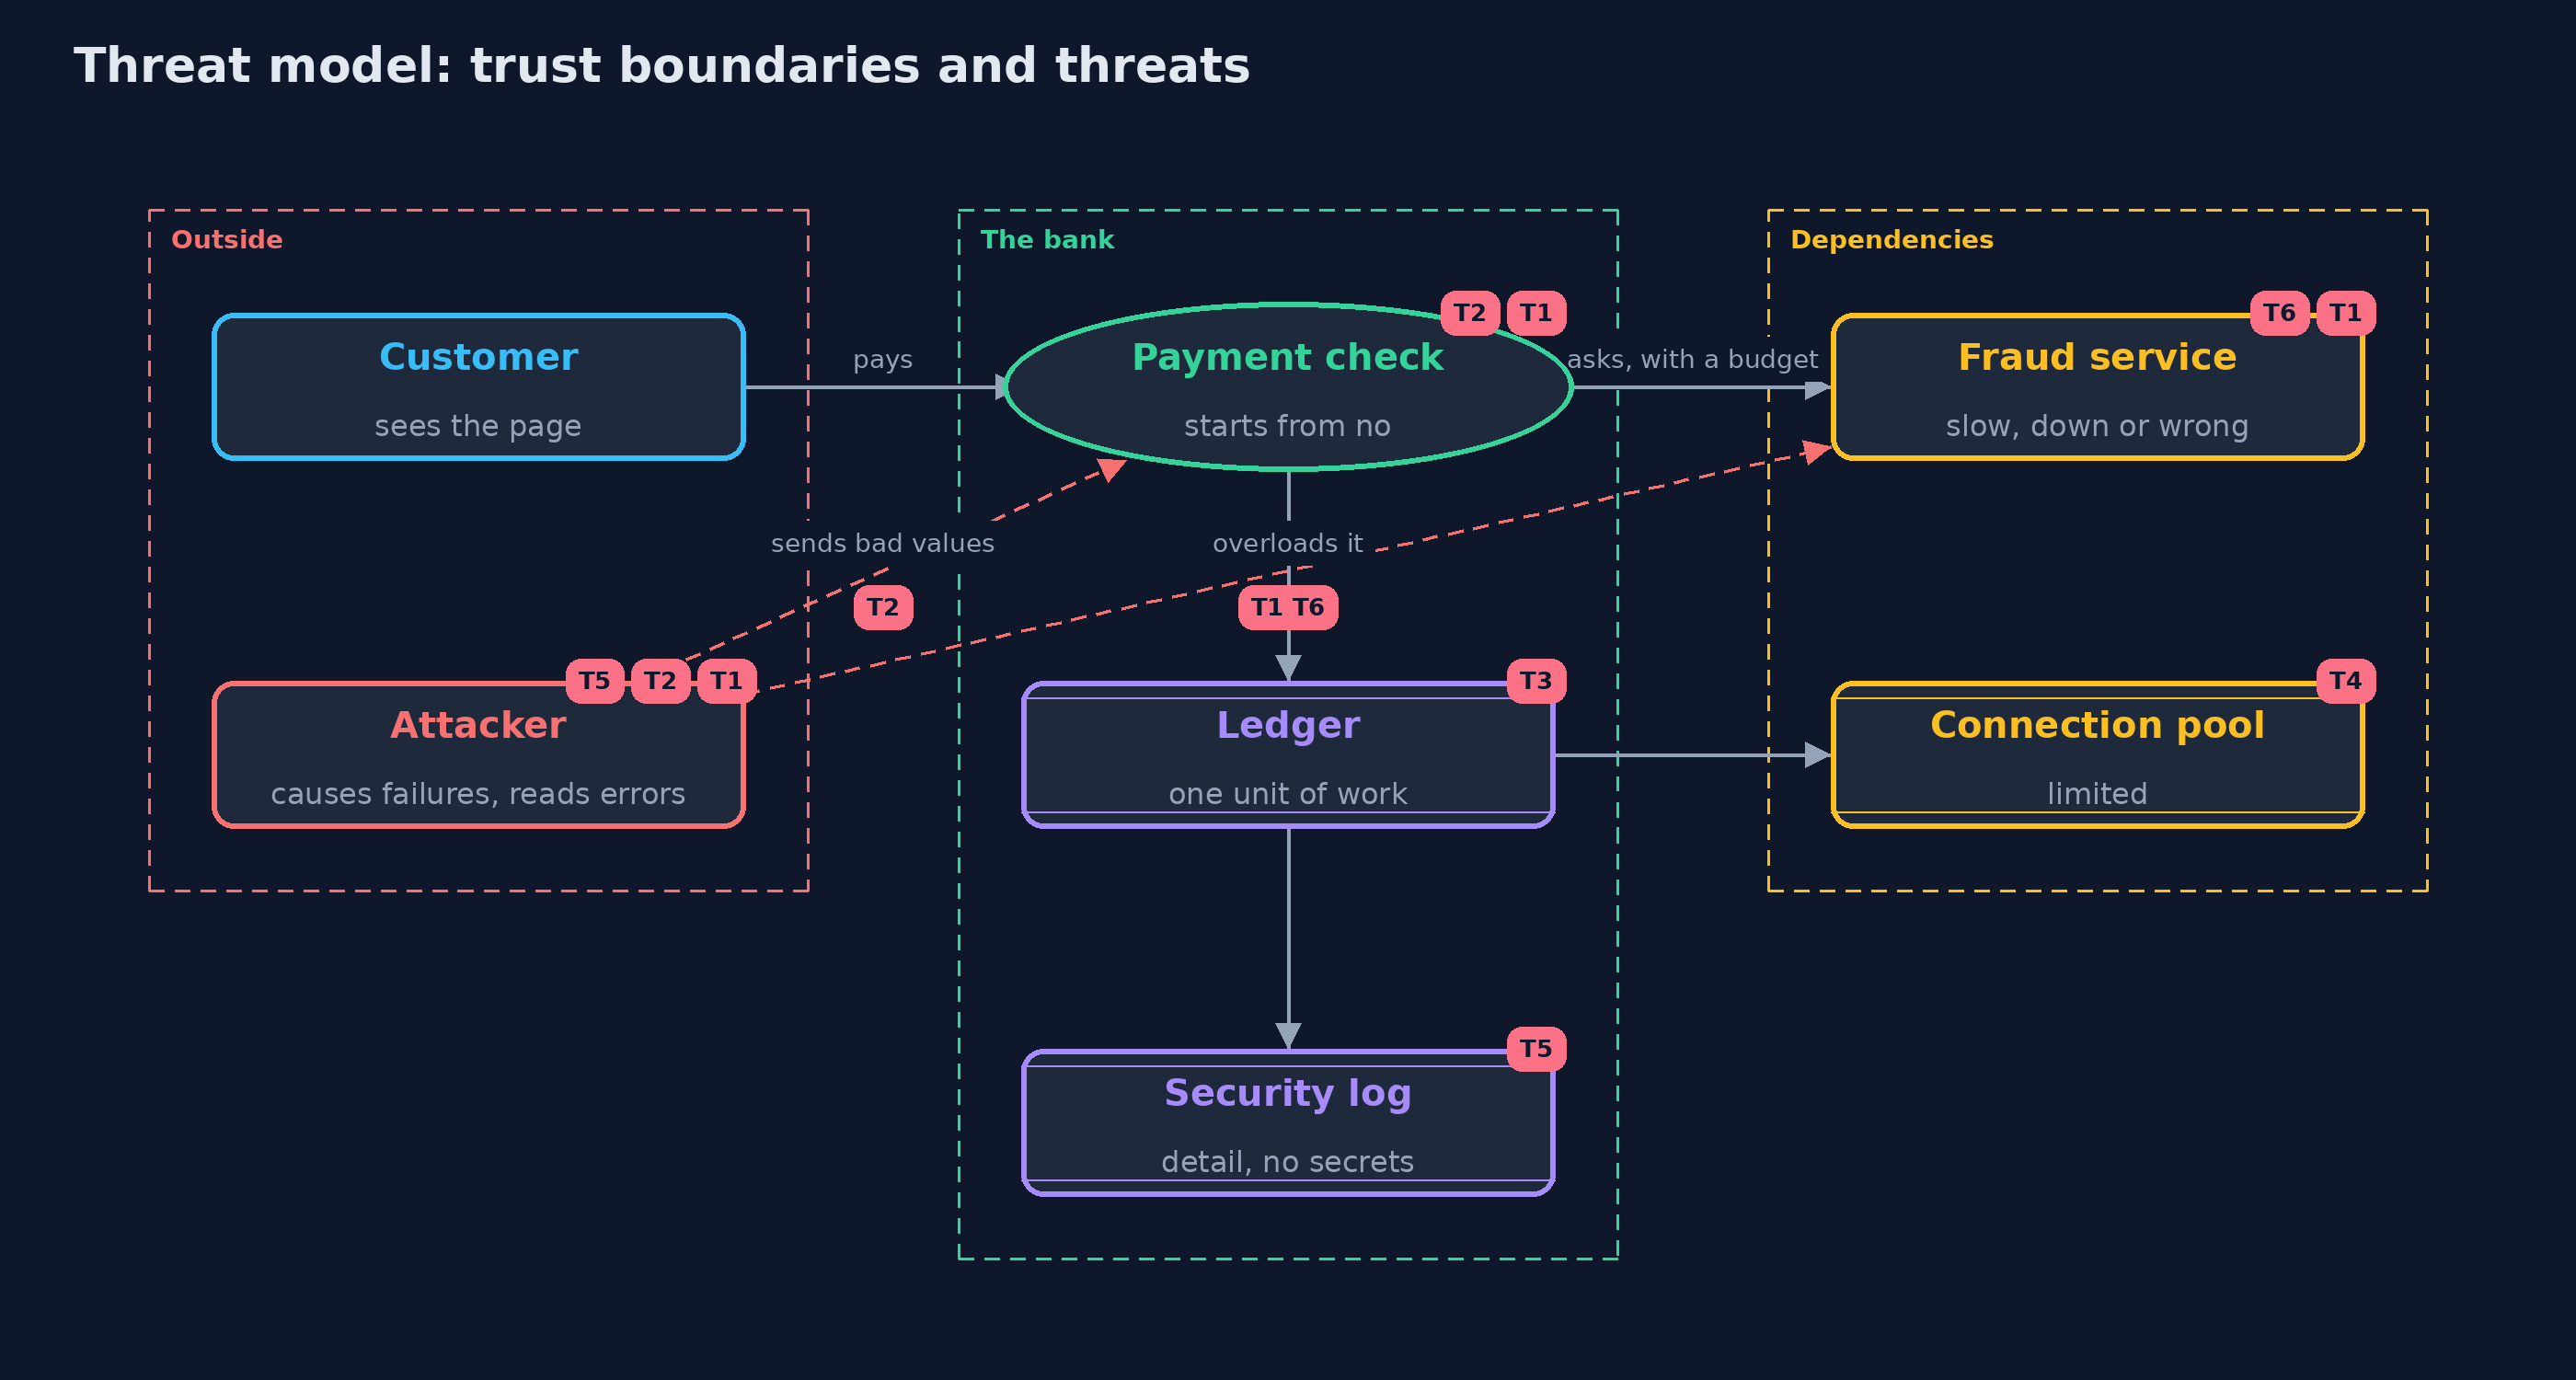 Threat model: trust boundaries and threats
Outside
The bank
Dependencies
T2 T1
T6 T1
Customer
sees the page
pays
Payment check
starts from no
asks, with a budget
Fraud service
slow, down or wrong
sends bad values
overloads it
T2
T1 T6
T5 T2 T1
T3
T4
Attacker
causes failures, reads errors
Ledger
one unit of work
Connection pool
limited
T5
Security log
detail, no secrets